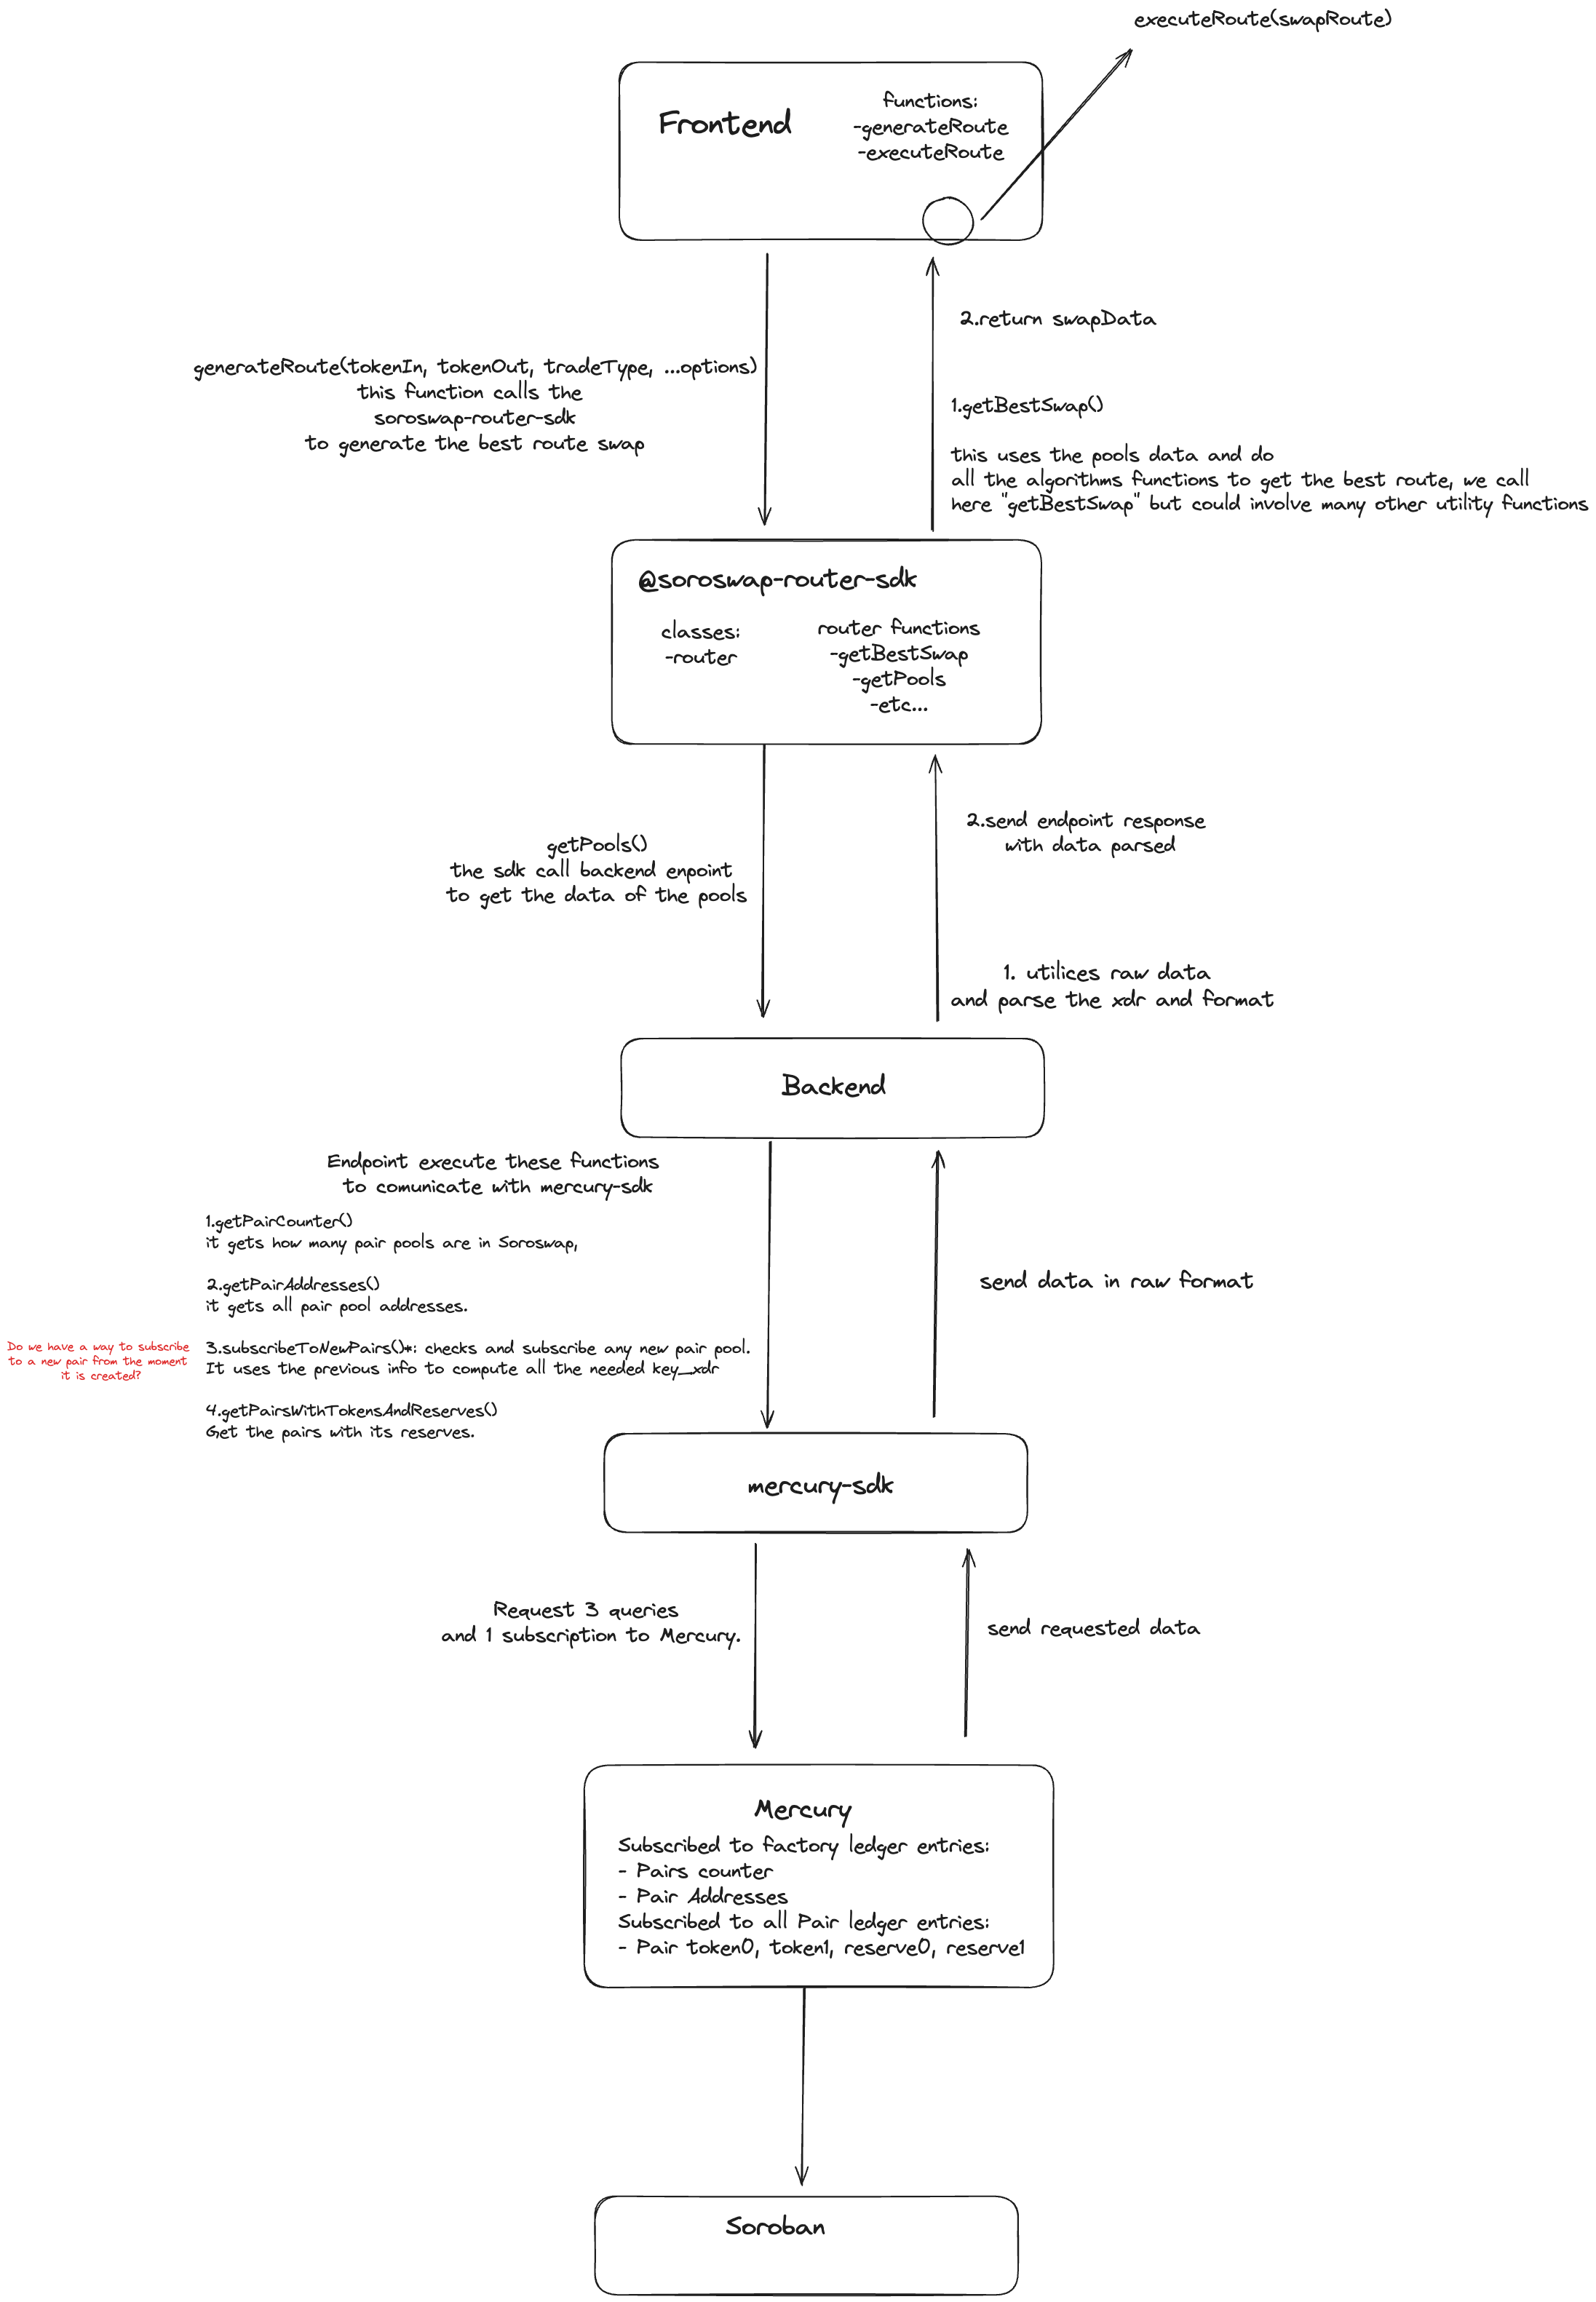 executeRoute(swapRoute)
Frontend
functions:
-generateRoute
-executeRoute
generateRoute(tokenIn, tokenOut, tradeType, ...options)
this function calls the
soroswap-router-sdk
to generate the best route swap
2.return swapData
1.getBestSwap()
this uses the pools data and do
all the algorithms functions to get the best route, we call
here "getBestSwap" but could involve many other utility functions
@soroswap-router-sdk
classes:
-router
router functions
-getBestSwap
-getPools
-etc...
getPools()
the sdk call backend enpoint
to get the data of the pools
2.send endpoint response
with data parsed
1. utilices raw data
and parse the xdr and format
Backend
Endpoint execute these functions
to comunicate with mercury-sdk
1.getPairCounter()
it gets how many pair pools are in Soroswap,
2.getPairAddresses()
it gets all pair pool addresses.
3.subscribeToNewPairs()*: checks and subscribe any new pair pool.
It uses the previous info to compute all the needed key_xdr
4.getPairsWithTokensAndReserves()
Get the pairs with its reserves.
Do we have a way to subscribe
to a new pair from the moment
it is created?
send data in raw format
mercury-sdk
Request 3 queries
and 1 subscription to Mercury.
send requested data
Mercury
Subscribed to factory ledger entries:
- Pairs counter
- Pair Addresses
Subscribed to all Pair ledger entries:
- Pair token0, token1, reserve0, reserve1
Soroban